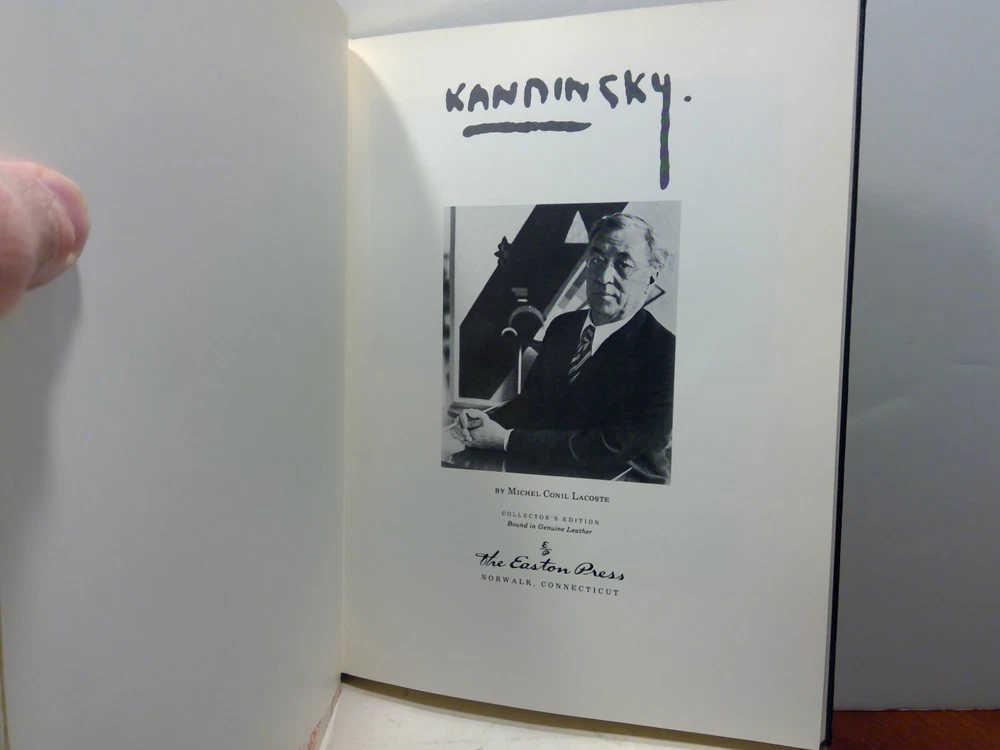 KANDINSKY.
BY MICHEL CONIL LACOSTE
COLLECTOR'S EDITION
Bound in Genuine Leather
E/P
the Easton Press
NORWALK, CONNECTICUT